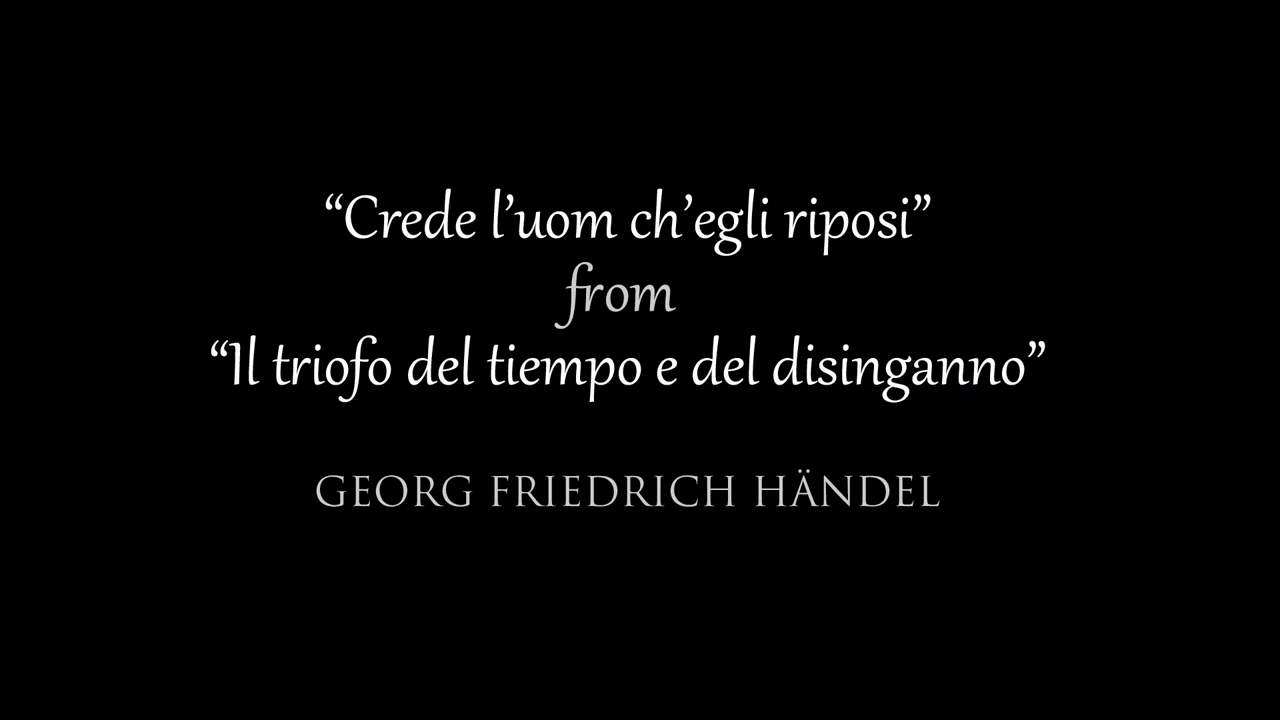 “Crede l’uom ch’egli riposi”
from
“Il triofo del tiempo e del disinganno”
GEORG FRIEDRICH HÄNDEL